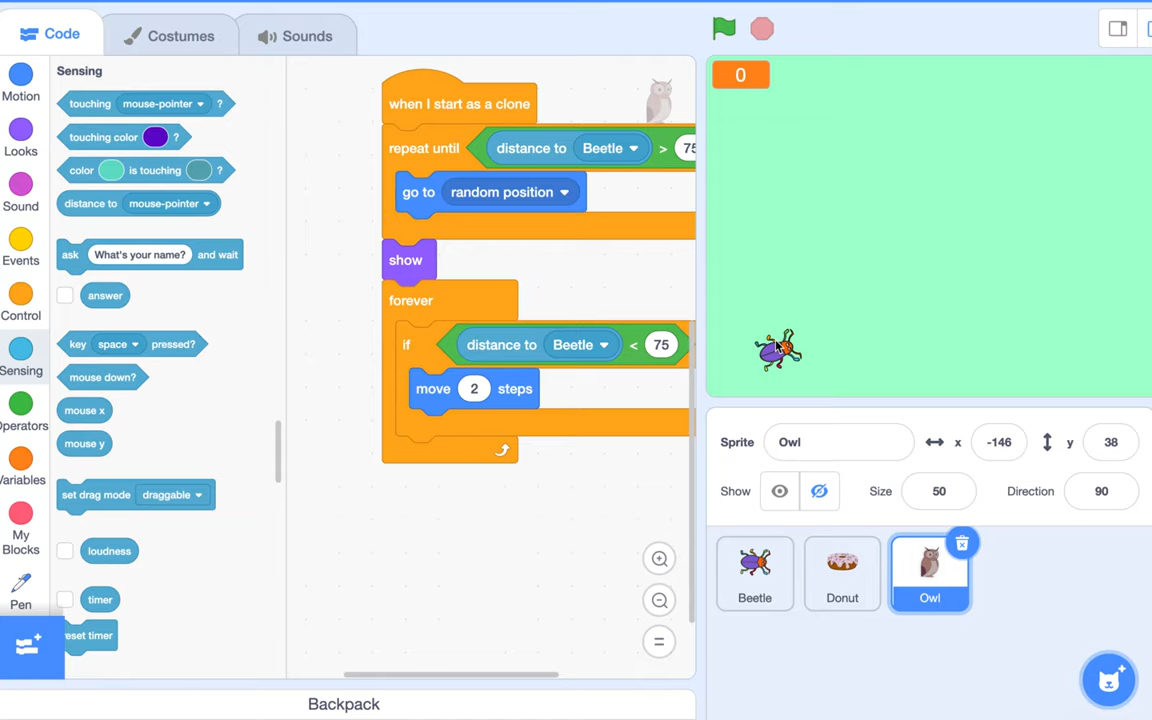 Code
Costumes
Sounds
Motion
Looks
Sound
Events
Control
Sensing
Operators
Variables
My
Blocks
Pen
Sensing
touching mouse-pointer ?
touching color ?
color is touching ?
distance to mouse-pointer
ask What's your name? and wait
answer
key space pressed?
mouse down?
mouse x
mouse y
set drag mode draggable
loudness
timer
eset timer
when I start as a clone
repeat until distance to Beetle > 75
go to random position
show
forever
if distance to Beetle < 75
move 2 steps
Backpack
0
Sprite Owl x -146 y 38
Show Size 50 Direction 90
Beetle
Donut
Owl